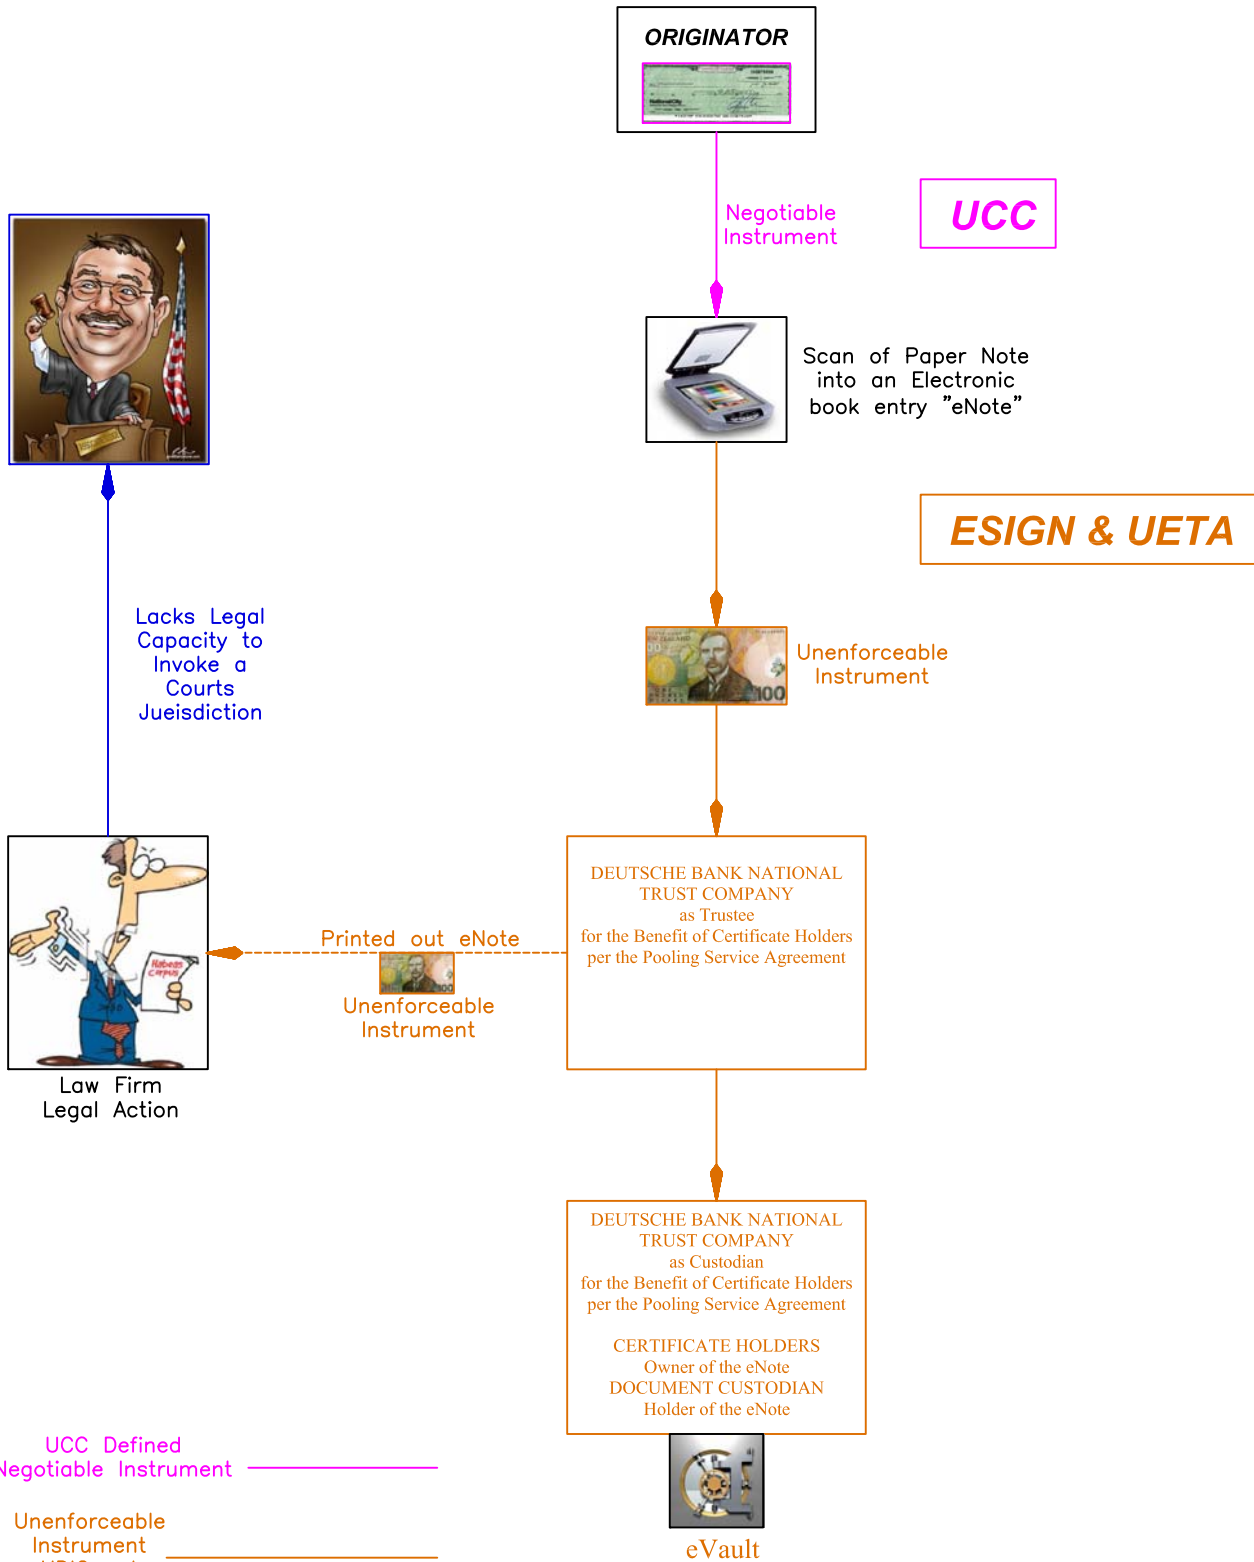 ORIGINATOR
NationalCity
Negotiable
Instrument
UCC
Scan of Paper Note
into an Electronic
book entry "eNote"
ESIGN & UETA
Lacks Legal
Capacity to
Invoke a
Courts
Jueisdiction
100
Unenforceable
Instrument
DEUTSCHE BANK NATIONAL
TRUST COMPANY
as Trustee
for the Benefit of Certificate Holders
per the Pooling Service Agreement
Printed out eNote
Unenforceable
Instrument
Habeas
Corpus
Law Firm
Legal Action
DEUTSCHE BANK NATIONAL
TRUST COMPANY
as Custodian
for the Benefit of Certificate Holders
per the Pooling Service Agreement
CERTIFICATE HOLDERS
Owner of the eNote
DOCUMENT CUSTODIAN
Holder of the eNote
eVault
UCC Defined
Negotiable Instrument
Unenforceable
Instrument